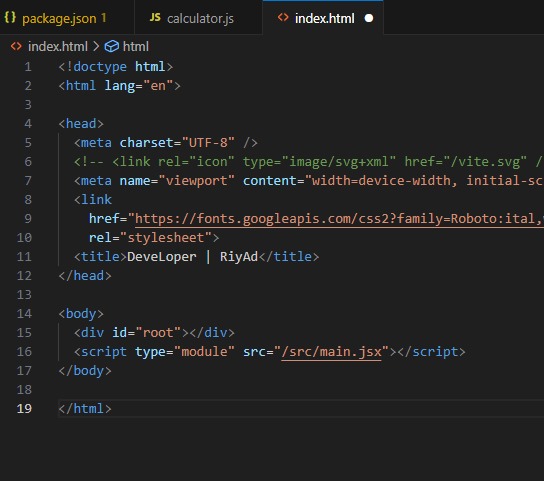 package.json 1 calculator.js index.html
index.html > html
1 <!doctype html>
2 <html lang="en">
3
4 <head>
5 <meta charset="UTF-8" />
6 <!-- <link rel="icon" type="image/svg+xml" href="/vite.svg" /
7 <meta name="viewport" content="width=device-width, initial-sc
8 <link
9 href="https://fonts.googleapis.com/css2?family=Roboto:ital,
10 rel="stylesheet">
11 <title>DeveLoper | RiyAd</title>
12 </head>
13
14 <body>
15 <div id="root"></div>
16 <script type="module" src="/src/main.jsx"></script>
17 </body>
18
19 </html>